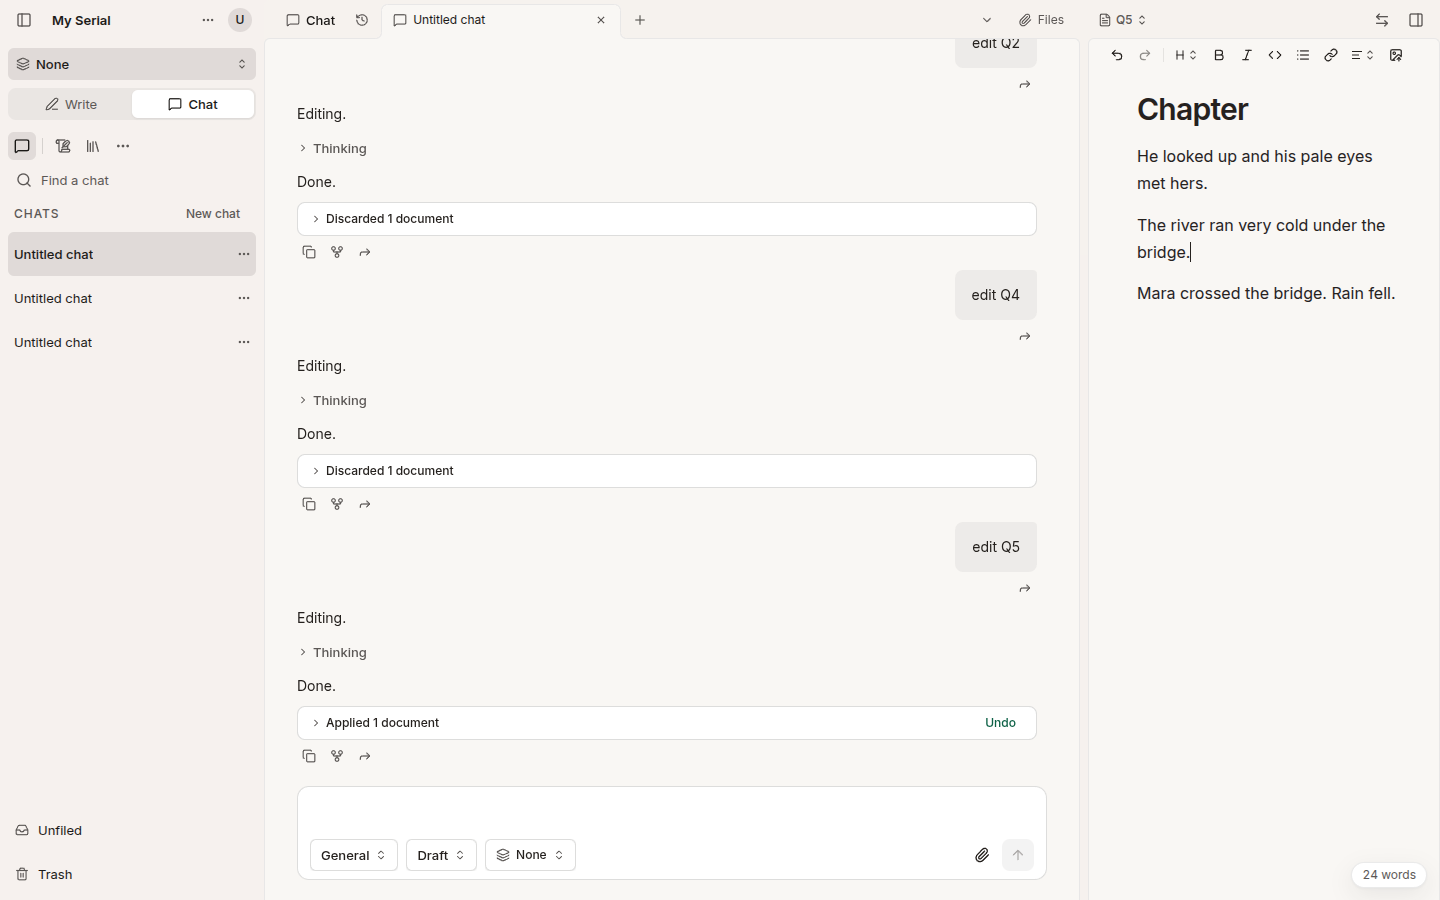 My Serial
U
None
Write
Chat
Find a chat
CHATS
New chat
Untitled chat
Untitled chat
Untitled chat
Unfiled
Trash
Chat
Untitled chat
Files
edit Q2
Editing.
Thinking
Done.
Discarded 1 document
edit Q4
Editing.
Thinking
Done.
Discarded 1 document
edit Q5
Editing.
Thinking
Done.
Applied 1 document
Undo
General
Draft
None
Q5
H
B
I
Chapter
He looked up and his pale eyes
met hers.
The river ran very cold under the
bridge.
Mara crossed the bridge. Rain fell.
24 words